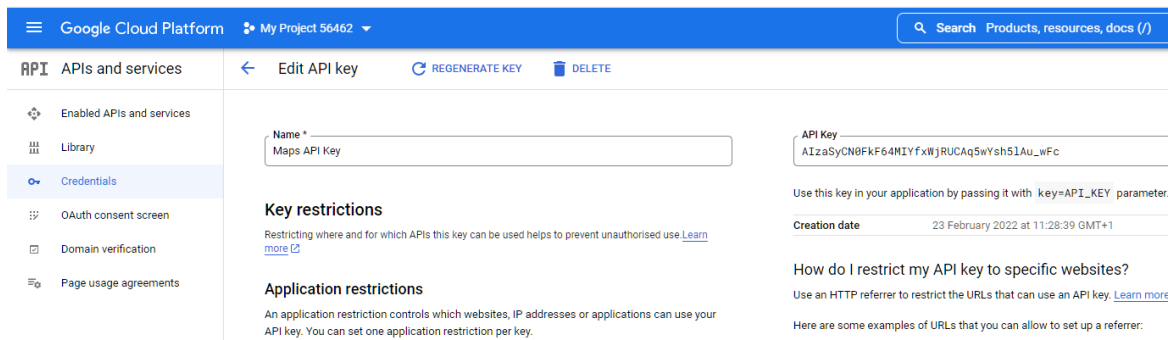 Google Cloud Platform
My Project 56462
Search Products, resources, docs (/)
API APIs and services
Edit API key
REGENERATE KEY
DELETE
Enabled APIs and services
Library
Credentials
OAuth consent screen
Domain verification
Page usage agreements
Name *
Maps API Key
Key restrictions
Restricting where and for which APIs this key can be used helps to prevent unauthorised use. Learn
more
Application restrictions
An application restriction controls which websites, IP addresses or applications can use your
API key. You can set one application restriction per key.
API Key
AIzaSyCN0FkF64MIYfxWjRUCAq5wYsh5lAu_wFc
Use this key in your application by passing it with key=API_KEY parameter.
Creation date 23 February 2022 at 11:28:39 GMT+1
How do I restrict my API key to specific websites?
Use an HTTP referrer to restrict the URLs that can use an API key. Learn more
Here are some examples of URLs that you can allow to set up a referrer: